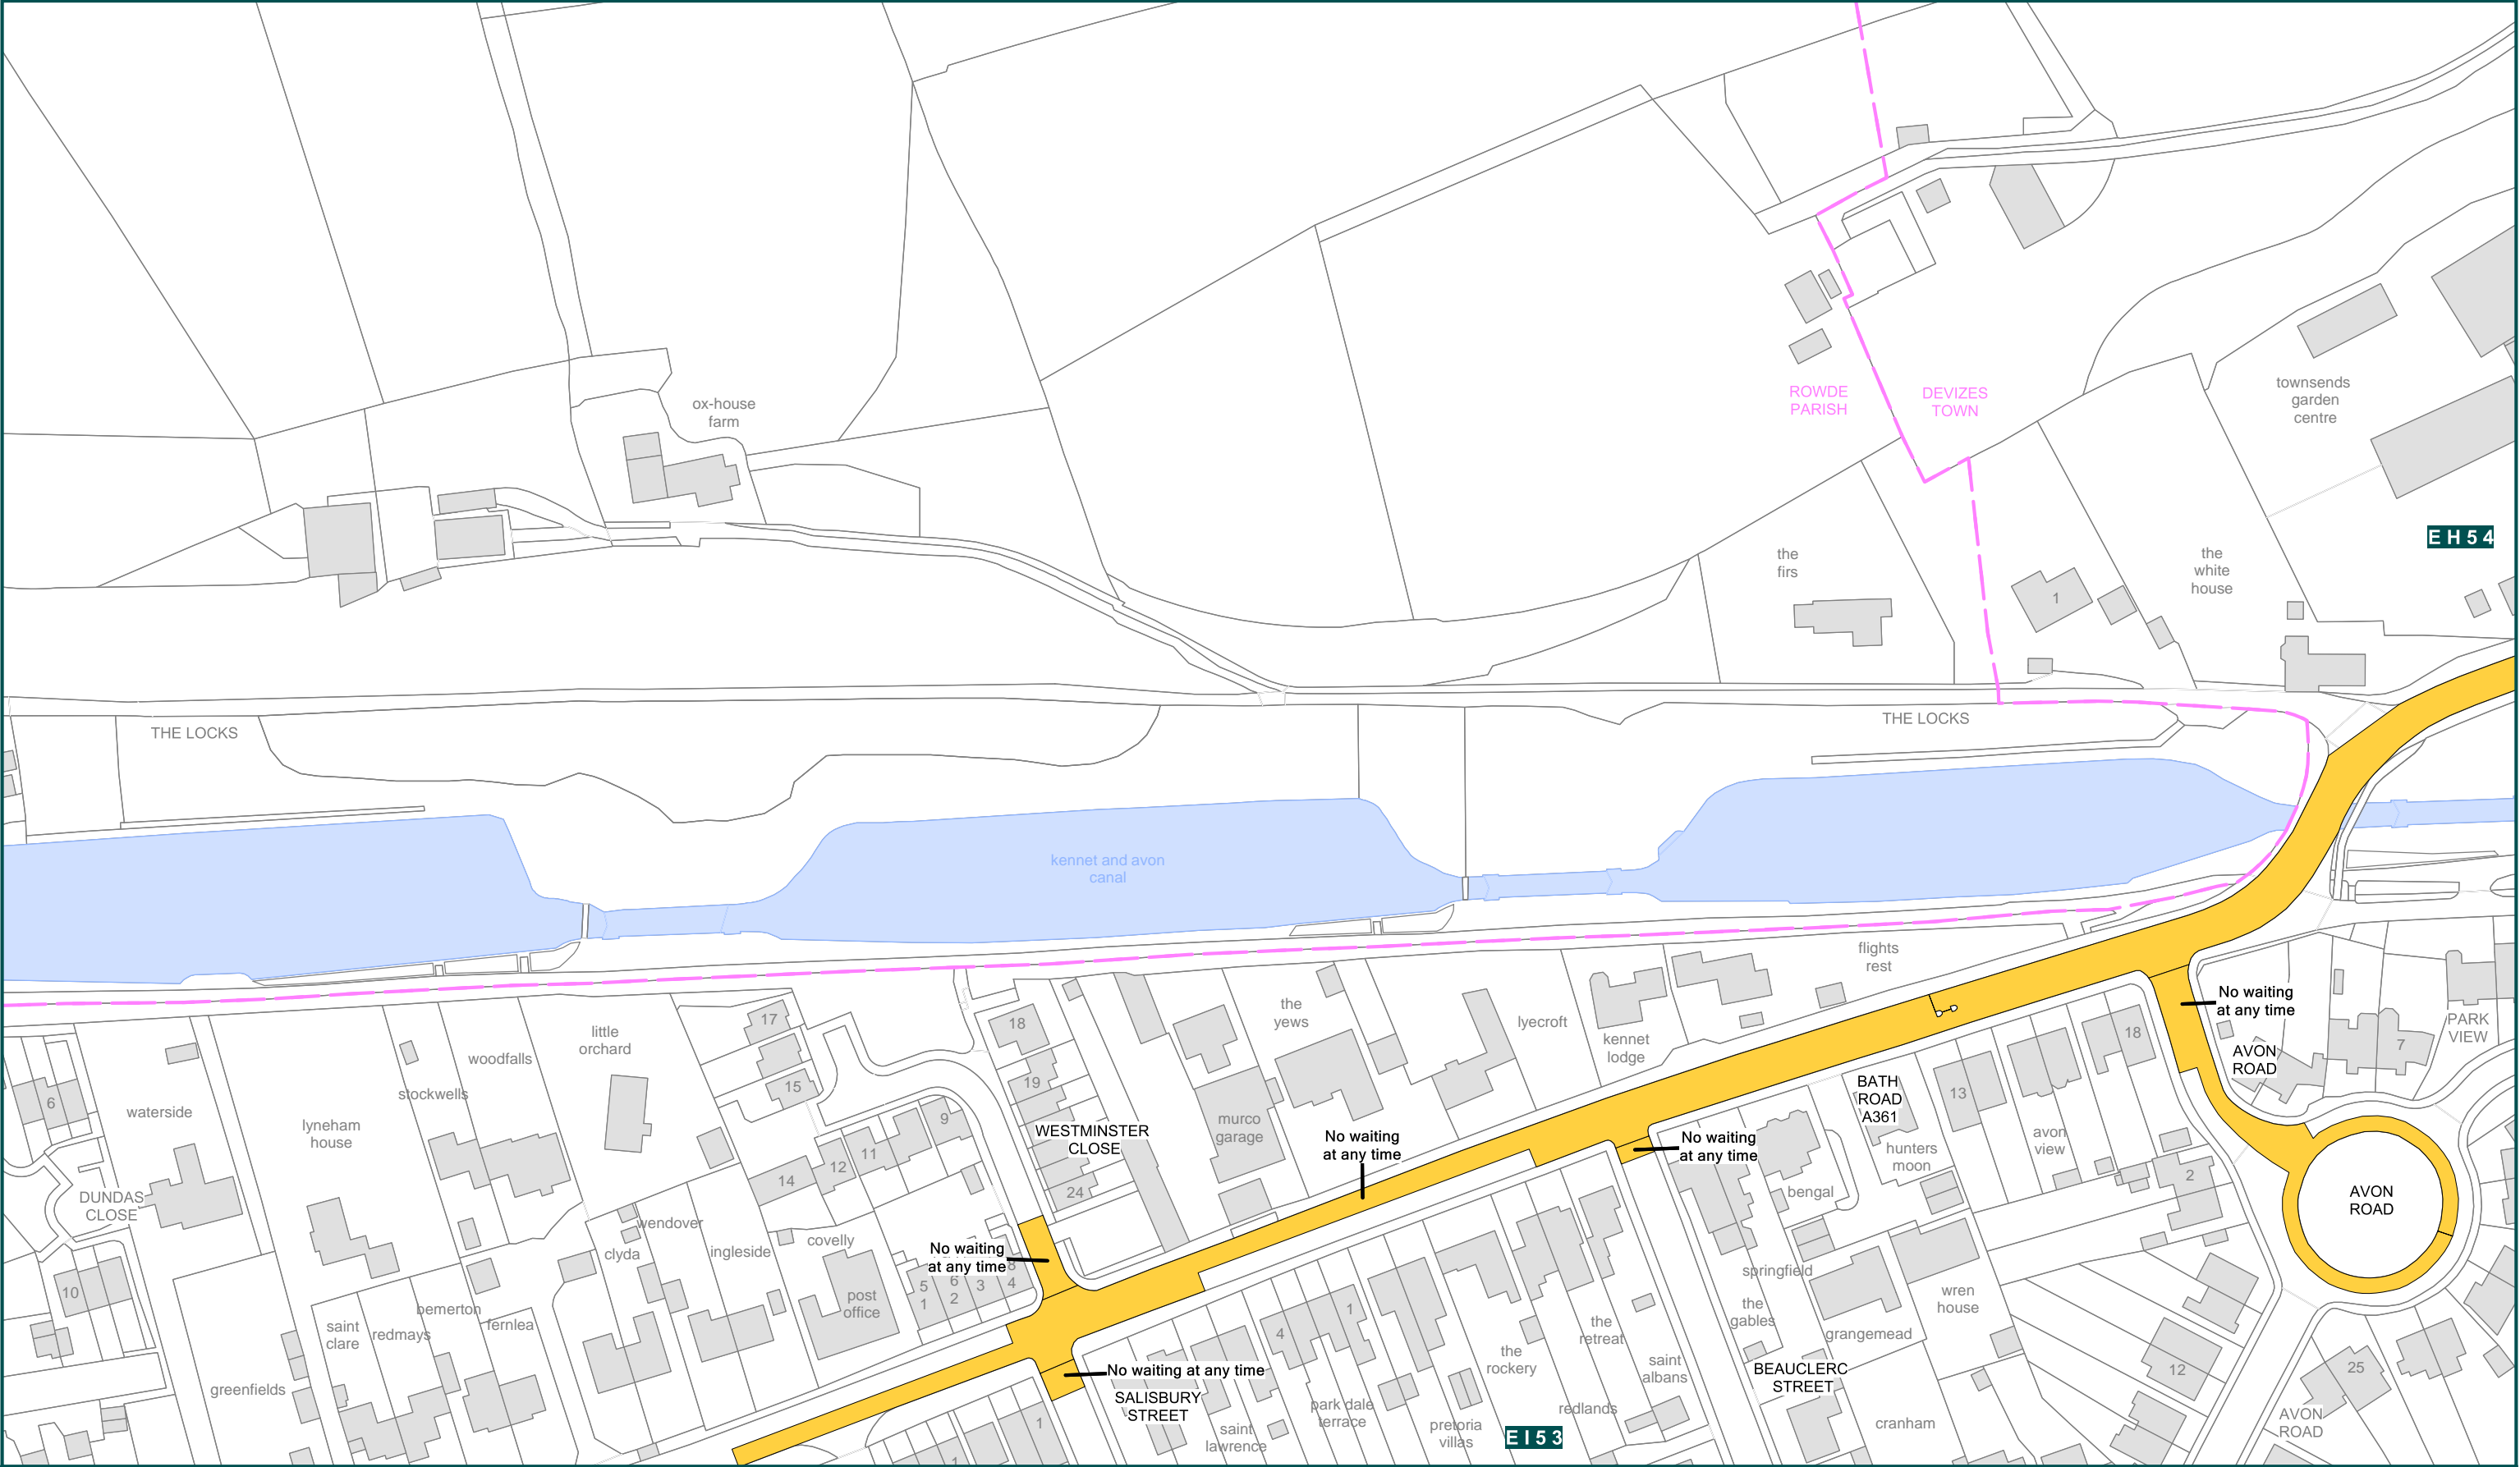 ox-house
farm
ROWDE
PARISH
DEVIZES
TOWN
townsends
garden
centre
EH54
the
firs
the
white
house
1
THE LOCKS
THE LOCKS
kennet and avon
canal
flights
rest
No waiting
at any time
AVON
ROAD
PARK
VIEW
7
18
17
15
little
orchard
woodfalls
stockwells
waterside
6
lyneham
house
18
19
24
WESTMINSTER
CLOSE
murco
garage
the
yews
lyecroft
kennet
lodge
BATH
ROAD
A361
13
hunters
moon
avon
view
2
AVON
ROAD
No waiting
at any time
No waiting
at any time
bengal
9
11
12
14
DUNDAS
CLOSE
10
wendover
clyda
ingleside
covelly
post
office
No waiting
at any time
8
5
6
3
4
1
2
bemerton
saint
clare
redmays
fernlea
greenfields
No waiting at any time
SALISBURY
STREET
1
1
saint
lawrence
4
1
park dale
terrace
pretoria
villas
the
rockery
redlands
the
retreat
saint
albans
EI53
springfield
the
gables
BEAUCLERC
STREET
grangemead
wren
house
cranham
12
25
AVON
ROAD